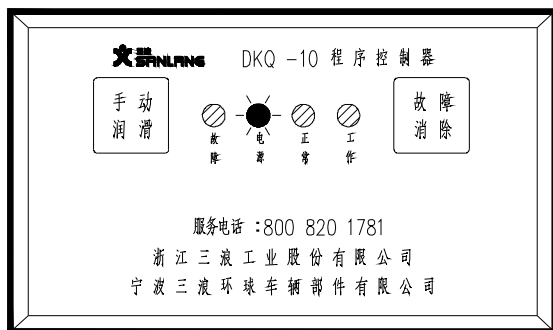 三浪
SANLANG DKQ -10 程序控制器
手动
润滑
故障
电源
正常
工作
故障
消除
服务电话 :800 820 1781
浙江三浪工业股份有限公司
宁波三浪环球车辆部件有限公司